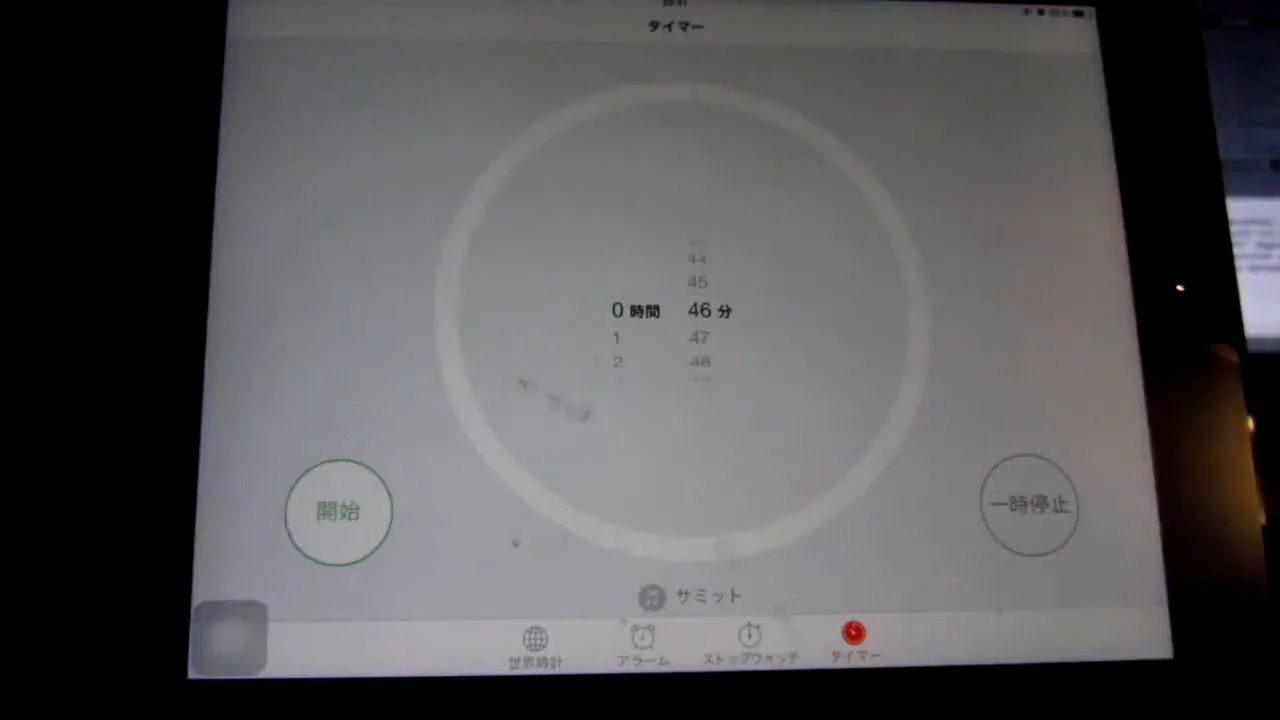 タイマー
44
45
0 時間 46 分
1 47
2 48
開始
一時停止
サミット
世界時計 アラーム ストップウォッチ タイマー